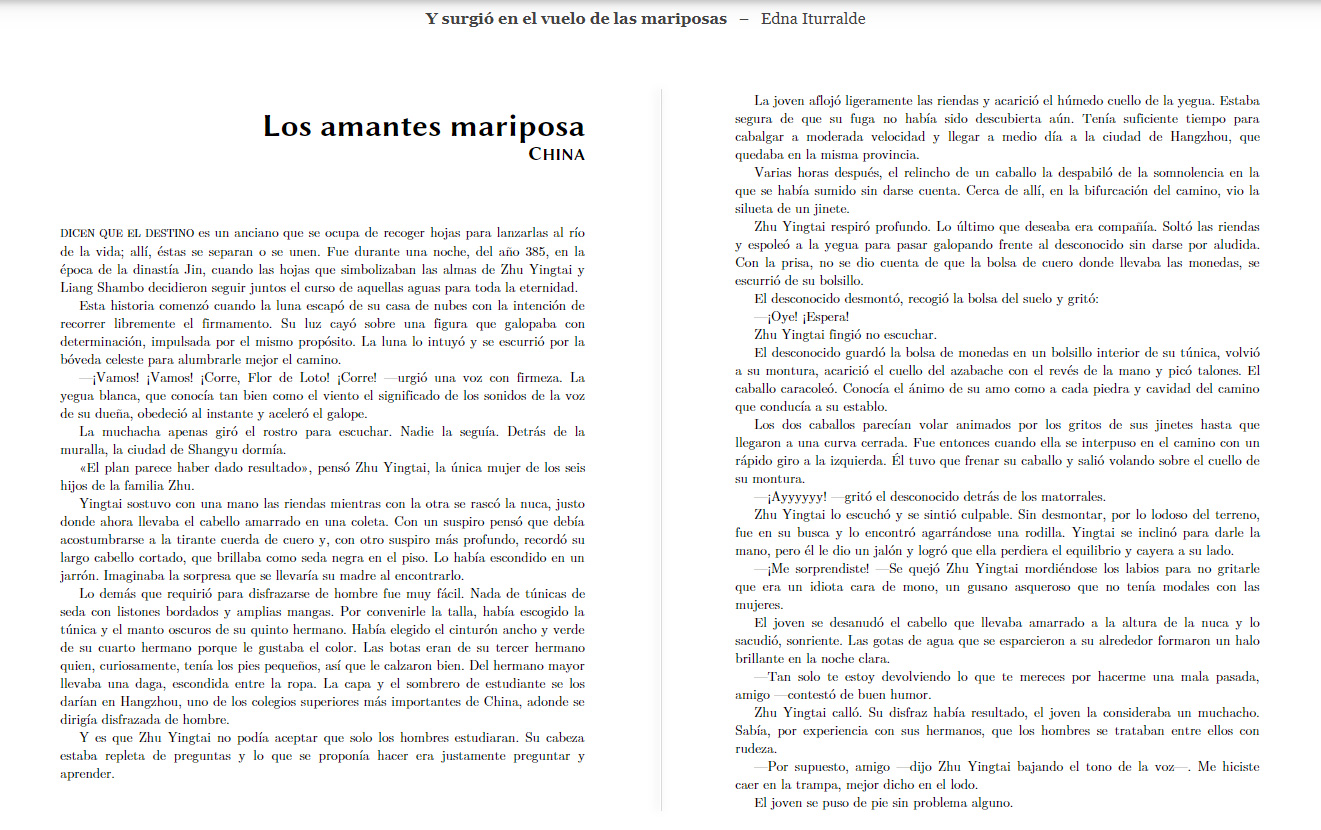 Y surgió en el vuelo de las mariposas – Edna Iturralde
Los amantes mariposa
CHINA
DICEN QUE EL DESTINO es un anciano que se ocupa de recoger hojas para lanzarlas al río
de la vida; allí, éstas se separan o se unen. Fue durante una noche, del año 385, en la
época de la dinastía Jin, cuando las hojas que simbolizaban las almas de Zhu Yingtai y
Liang Shambo decidieron seguir juntos el curso de aquellas aguas para toda la eternidad.
Esta historia comenzó cuando la luna escapó de su casa de nubes con la intención de
recorrer libremente el firmamento. Su luz cayó sobre una figura que galopaba con
determinación, impulsada por el mismo propósito. La luna lo intuyó y se escurrió por la
bóveda celeste para alumbrarle mejor el camino.
—¡Vamos! ¡Vamos! ¡Corre, Flor de Loto! ¡Corre! —urgió una voz con firmeza. La
yegua blanca, que conocía tan bien como el viento el significado de los sonidos de la voz
de su dueña, obedeció al instante y aceleró el galope.
La muchacha apenas giró el rostro para escuchar. Nadie la seguía. Detrás de la
muralla, la ciudad de Shangyu dormía.
«El plan parece haber dado resultado», pensó Zhu Yingtai, la única mujer de los seis
hijos de la familia Zhu.
Yingtai sostuvo con una mano las riendas mientras con la otra se rascó la nuca, justo
donde ahora llevaba el cabello amarrado en una coleta. Con un suspiro pensó que debía
acostumbrarse a la tirante cuerda de cuero y, con otro suspiro más profundo, recordó su
largo cabello cortado, que brillaba como seda negra en el piso. Lo había escondido en un
jarrón. Imaginaba la sorpresa que se llevaría su madre al encontrarlo.
Lo demás que requirió para disfrazarse de hombre fue muy fácil. Nada de túnicas de
seda con listones bordados y amplias mangas. Por convenirle la talla, había escogido la
túnica y el manto oscuros de su quinto hermano. Había elegido el cinturón ancho y verde
de su cuarto hermano porque le gustaba el color. Las botas eran de su tercer hermano
quien, curiosamente, tenía los pies pequeños, así que le calzaron bien. Del hermano mayor
llevaba una daga, escondida entre la ropa. La capa y el sombrero de estudiante se los
darían en Hangzhou, uno de los colegios superiores más importantes de China, adonde se
dirigía disfrazada de hombre.
Y es que Zhu Yingtai no podía aceptar que solo los hombres estudiaran. Su cabeza
estaba repleta de preguntas y lo que se proponía hacer era justamente preguntar y
aprender.
La joven aflojó ligeramente las riendas y acarició el húmedo cuello de la yegua. Estaba
segura de que su fuga no había sido descubierta aún. Tenía suficiente tiempo para
cabalgar a moderada velocidad y llegar a medio día a la ciudad de Hangzhou, que
quedaba en la misma provincia.
Varias horas después, el relincho de un caballo la despabiló de la somnolencia en la
que se había sumido sin darse cuenta. Cerca de allí, en la bifurcación del camino, vio la
silueta de un jinete.
Zhu Yingtai respiró profundo. Lo último que deseaba era compañía. Soltó las riendas
y espoleó a la yegua para pasar galopando frente al desconocido sin darse por aludida.
Con la prisa, no se dio cuenta de que la bolsa de cuero donde llevaba las monedas, se
escurrió de su bolsillo.
El desconocido desmontó, recogió la bolsa del suelo y gritó:
—¡Oye! ¡Espera!
Zhu Yingtai fingió no escuchar.
El desconocido guardó la bolsa de monedas en un bolsillo interior de su túnica, volvió
a su montura, acarició el cuello del azabache con el revés de la mano y picó talones. El
caballo caracoleó. Conocía el ánimo de su amo como a cada piedra y cavidad del camino
que conducía a su establo.
Los dos caballos parecían volar animados por los gritos de sus jinetes hasta que
llegaron a una curva cerrada. Fue entonces cuando ella se interpuso en el camino con un
rápido giro a la izquierda. Él tuvo que frenar su caballo y salió volando sobre el cuello de
su montura.
—¡Ayyyyyy! —gritó el desconocido detrás de los matorrales.
Zhu Yingtai lo escuchó y se sintió culpable. Sin desmontar, por lo lodoso del terreno,
fue en su busca y lo encontró agarrándose una rodilla. Yingtai se inclinó para darle la
mano, pero él le dio un jalón y logró que ella perdiera el equilibrio y cayera a su lado.
—¡Me sorprendiste! —Se quejó Zhu Yingtai mordiéndose los labios para no gritarle
que era un idiota cara de mono, un gusano asqueroso que no tenía modales con las
mujeres.
El joven se desanudó el cabello que llevaba amarrado a la altura de la nuca y lo
sacudió, sonriente. Las gotas de agua que se esparcieron a su alrededor formaron un halo
brillante en la noche clara.
—Tan solo te estoy devolviendo lo que te mereces por hacerme una mala pasada,
amigo —contestó de buen humor.
Zhu Yingtai calló. Su disfraz había resultado, el joven la consideraba un muchacho.
Sabía, por experiencia con sus hermanos, que los hombres se trataban entre ellos con
rudeza.
—Por supuesto, amigo —dijo Zhu Yingtai bajando el tono de la voz—. Me hiciste
caer en la trampa, mejor dicho en el lodo.
El joven se puso de pie sin problema alguno.